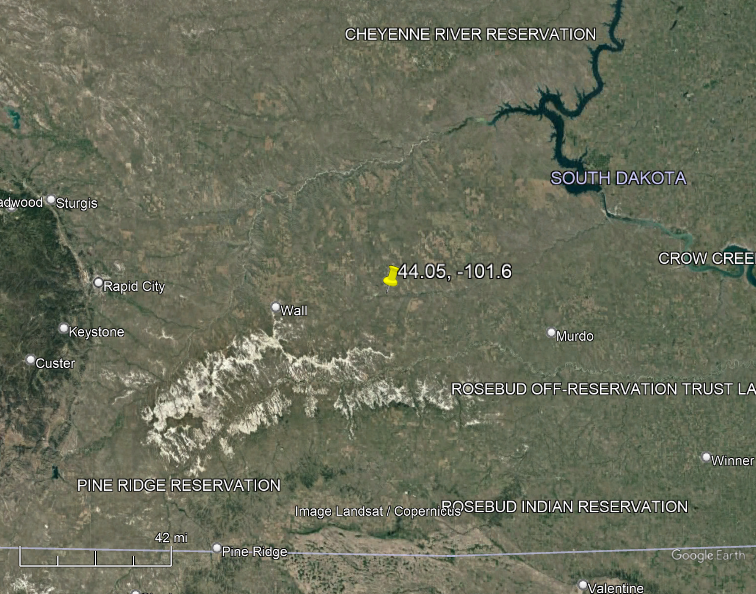 CHEYENNE RIVER RESERVATION
SOUTH DAKOTA
adwood
Sturgis
CROW CREE
44.05, -101.6
Rapid City
Wall
Keystone
Murdo
Custer
ROSEBUD OFF-RESERVATION TRUST LA
Winner
PINE RIDGE RESERVATION
ROSEBUD INDIAN RESERVATION
Image Landsat / Copernicus
42 mi
Pine Ridge
Google Earth
Valentine